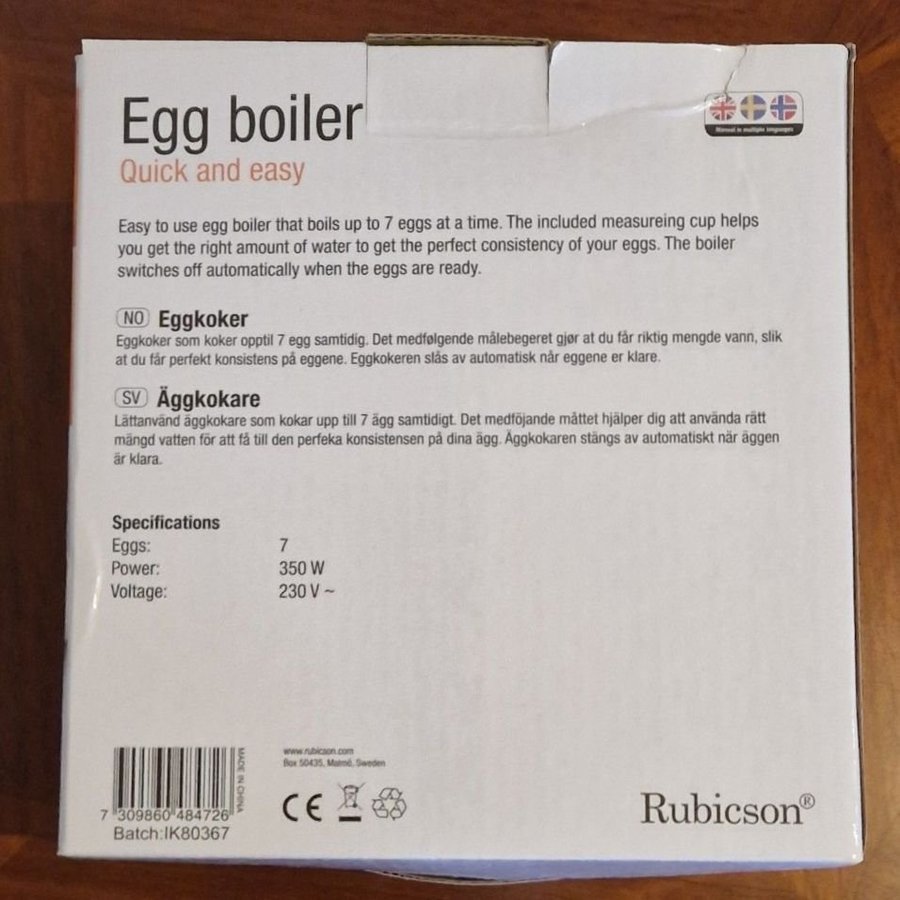 Egg boiler
Quick and easy
Manual in multiple languages
Easy to use egg boiler that boils up to 7 eggs at a time. The included measureing cup helps
you get the right amount of water to get the perfect consistency of your eggs. The boiler
switches off automatically when the eggs are ready.
NO Eggkoker
Eggkoker som koker opptil 7 egg samtidig. Det medfølgende målebegeret gjør at du får riktig mengde vann, slik
at du får perfekt konsistens på eggene. Eggkokeren slås av automatisk når eggene er klare.
SV Äggkokare
Lättanvänd äggkokare som kokar upp till 7 ägg samtidigt. Det medföjande måttet hjälper dig att använda rätt
mängd vatten för att få till den perfeka konsistensen på dina ägg. Äggkokaren stängs av automatiskt när äggen
är klara.
Specifications
Eggs: 7
Power: 350 W
Voltage: 230 V ~
MADE IN CHINA
7 309860 484726
Batch:IK80367
www.rubicson.com
Box 50435, Malmö, Sweden
CE
Rubicson®